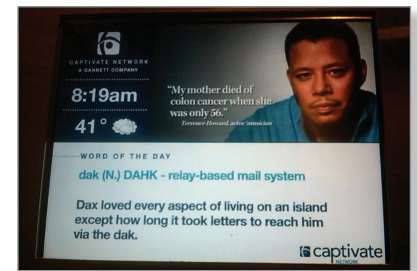 CAPTIVATE NETWORK
A GANNETT COMPANY
8:19am
41°
"My mother died of
colon cancer when she
was only 56."
Terrence Howard, actor/musician
WORD OF THE DAY
dak (N.) DAHK - relay-based mail system
Dax loved every aspect of living on an island
except how long it took letters to reach him
via the dak.
captivate
NETWORK